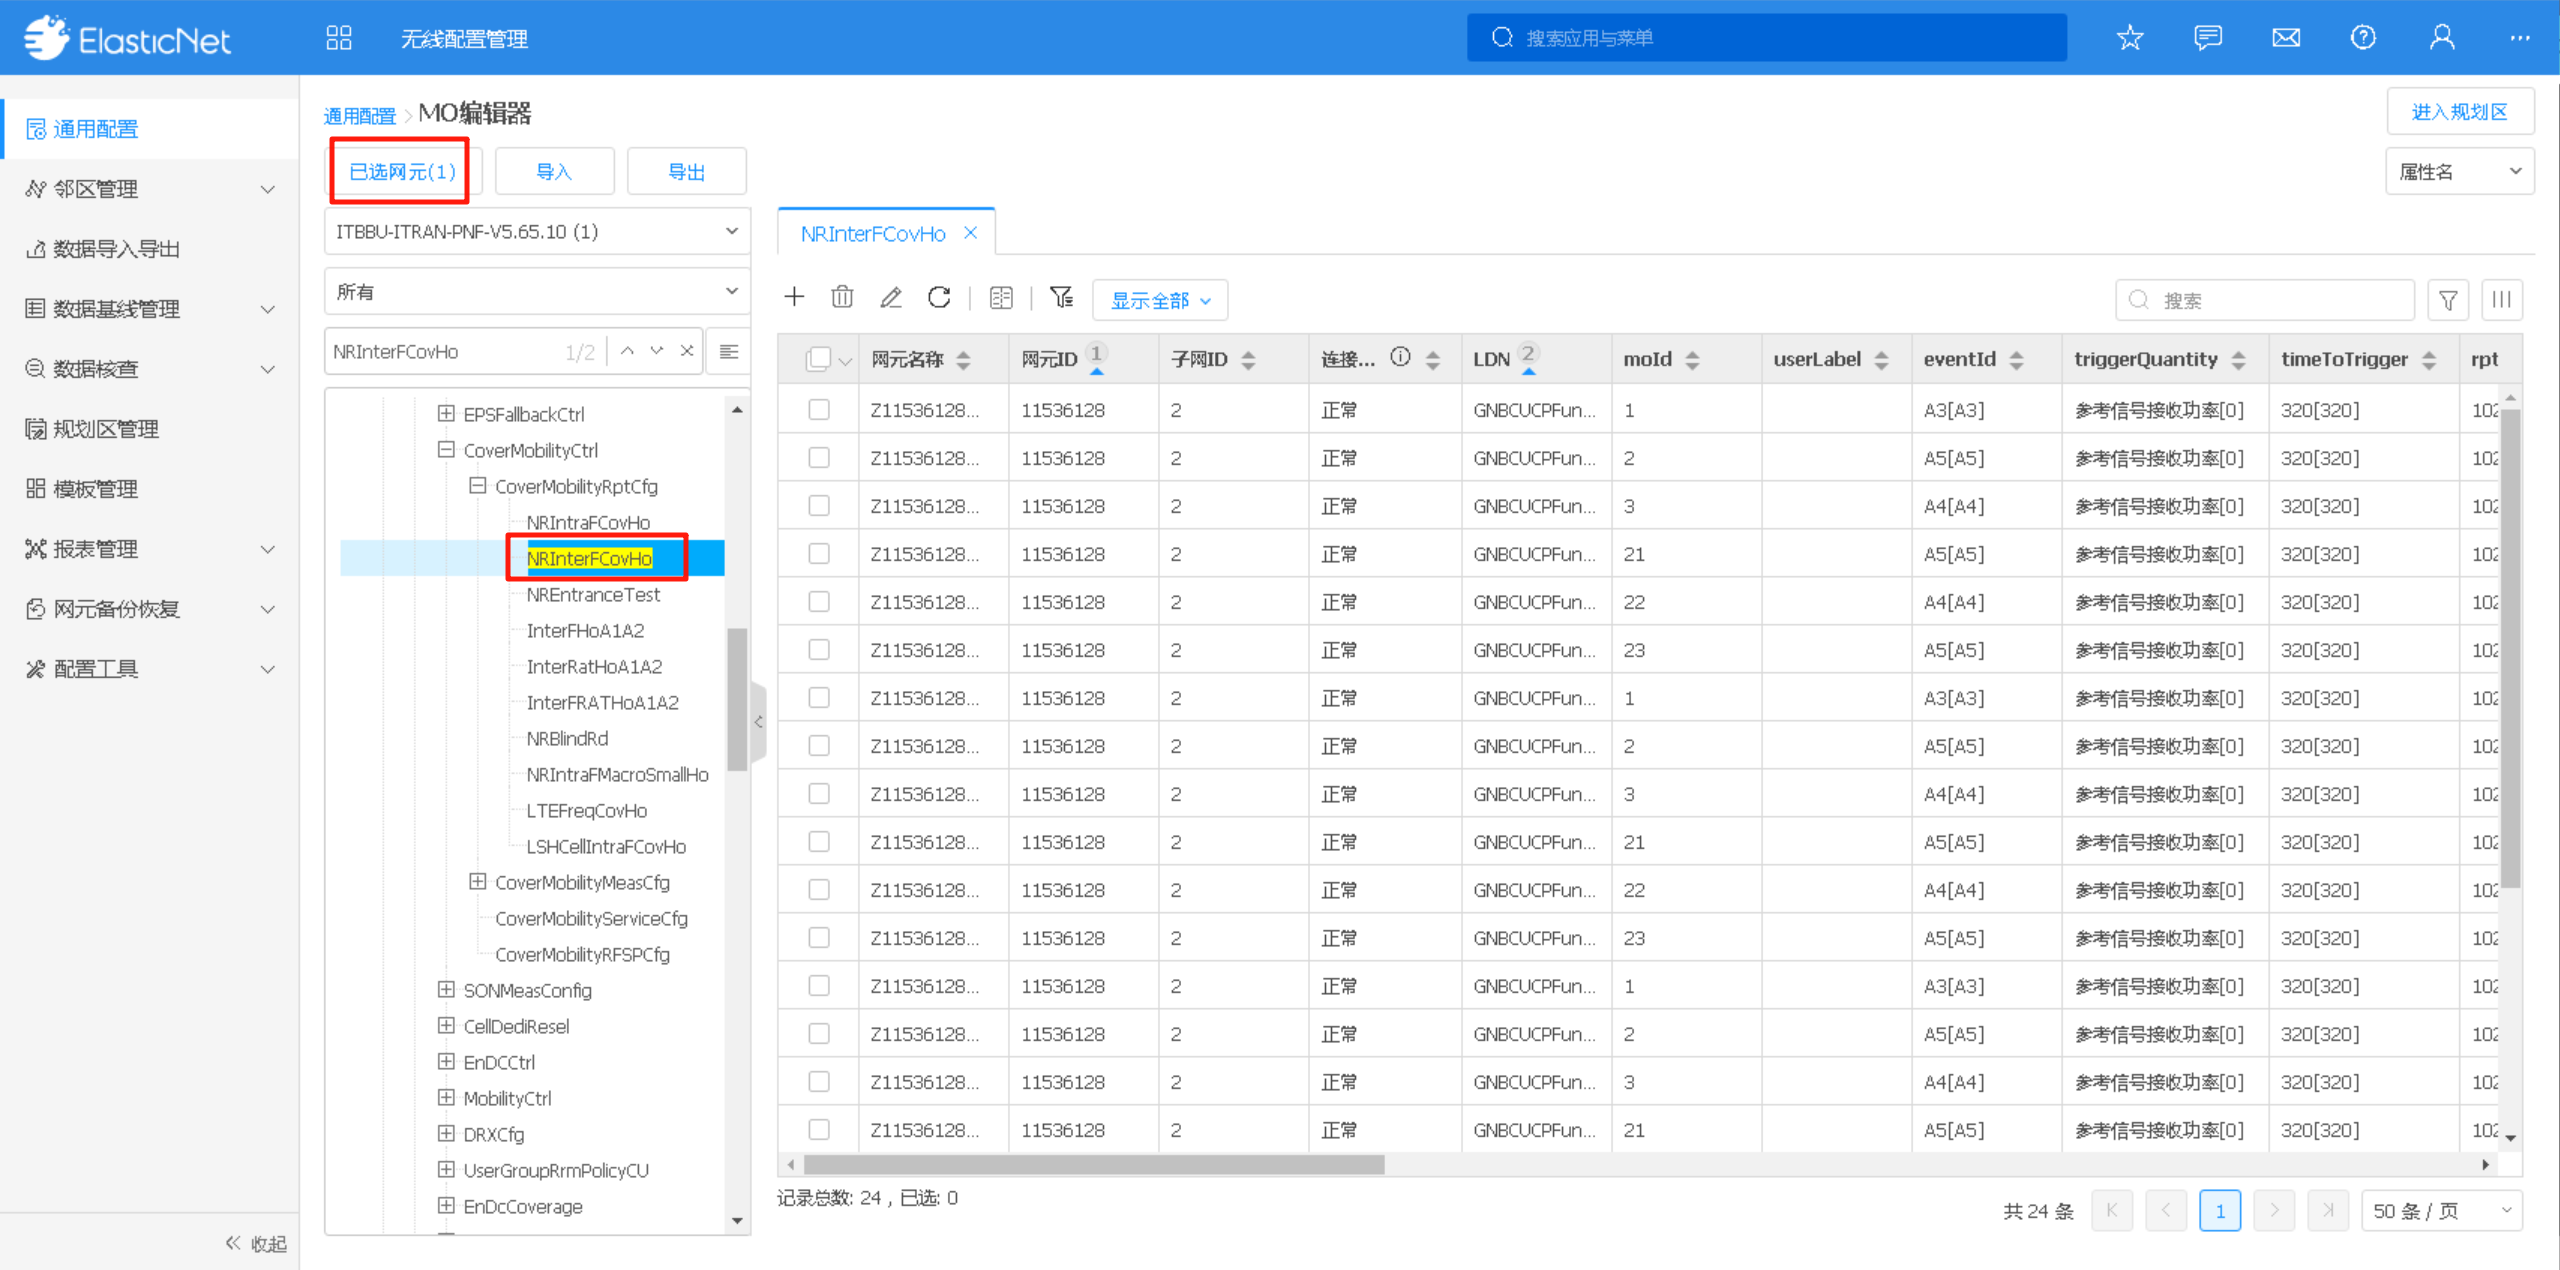 ElasticNet 无线配置管理 搜索应用与菜单
通用配置
邻区管理
数据导入导出
数据基线管理
数据核查
规划区管理
模板管理
报表管理
网元备份恢复
配置工具
收起
通用配置 > MO编辑器 进入规划区
已选网元(1) 导入 导出 属性名
ITBBU-ITRAN-PNF-V5.65.10 (1)
所有
NRInterFCovHo 1/2
EPSFallbackCtrl
CoverMobilityCtrl
CoverMobilityRptCfg
NRIntraFCovHo
NRInterFCovHo
NREntranceTest
InterFHoA1A2
InterRatHoA1A2
InterFRATHoA1A2
NRBlindRd
NRIntraFMacroSmallHo
LTEFreqCovHo
LSHCellIntraFCovHo
CoverMobilityMeasCfg
CoverMobilityServiceCfg
CoverMobilityRFSPCfg
SONMeasConfig
CellDediResel
EnDCCtrl
MobilityCtrl
DRXCfg
UserGroupRrmPolicyCU
EnDcCoverage
NRInterFCovHo
显示全部 搜索
网元名称 网元ID 1 子网ID 连接... LDN 2 moId userLabel eventId triggerQuantity timeToTrigger rpt
Z11536128... 11536128 2 正常 GNBCUCPFun... 1 A3[A3] 参考信号接收功率[0] 320[320] 102
Z11536128... 11536128 2 正常 GNBCUCPFun... 2 A5[A5] 参考信号接收功率[0] 320[320] 102
Z11536128... 11536128 2 正常 GNBCUCPFun... 3 A4[A4] 参考信号接收功率[0] 320[320] 102
Z11536128... 11536128 2 正常 GNBCUCPFun... 21 A5[A5] 参考信号接收功率[0] 320[320] 102
Z11536128... 11536128 2 正常 GNBCUCPFun... 22 A4[A4] 参考信号接收功率[0] 320[320] 102
Z11536128... 11536128 2 正常 GNBCUCPFun... 23 A5[A5] 参考信号接收功率[0] 320[320] 102
Z11536128... 11536128 2 正常 GNBCUCPFun... 1 A3[A3] 参考信号接收功率[0] 320[320] 102
Z11536128... 11536128 2 正常 GNBCUCPFun... 2 A5[A5] 参考信号接收功率[0] 320[320] 102
Z11536128... 11536128 2 正常 GNBCUCPFun... 3 A4[A4] 参考信号接收功率[0] 320[320] 102
Z11536128... 11536128 2 正常 GNBCUCPFun... 21 A5[A5] 参考信号接收功率[0] 320[320] 102
Z11536128... 11536128 2 正常 GNBCUCPFun... 22 A4[A4] 参考信号接收功率[0] 320[320] 102
Z11536128... 11536128 2 正常 GNBCUCPFun... 23 A5[A5] 参考信号接收功率[0] 320[320] 102
Z11536128... 11536128 2 正常 GNBCUCPFun... 1 A3[A3] 参考信号接收功率[0] 320[320] 102
Z11536128... 11536128 2 正常 GNBCUCPFun... 2 A5[A5] 参考信号接收功率[0] 320[320] 102
Z11536128... 11536128 2 正常 GNBCUCPFun... 3 A4[A4] 参考信号接收功率[0] 320[320] 102
Z11536128... 11536128 2 正常 GNBCUCPFun... 21 A5[A5] 参考信号接收功率[0] 320[320] 102
记录总数: 24 , 已选: 0
共 24 条 1 50 条 / 页